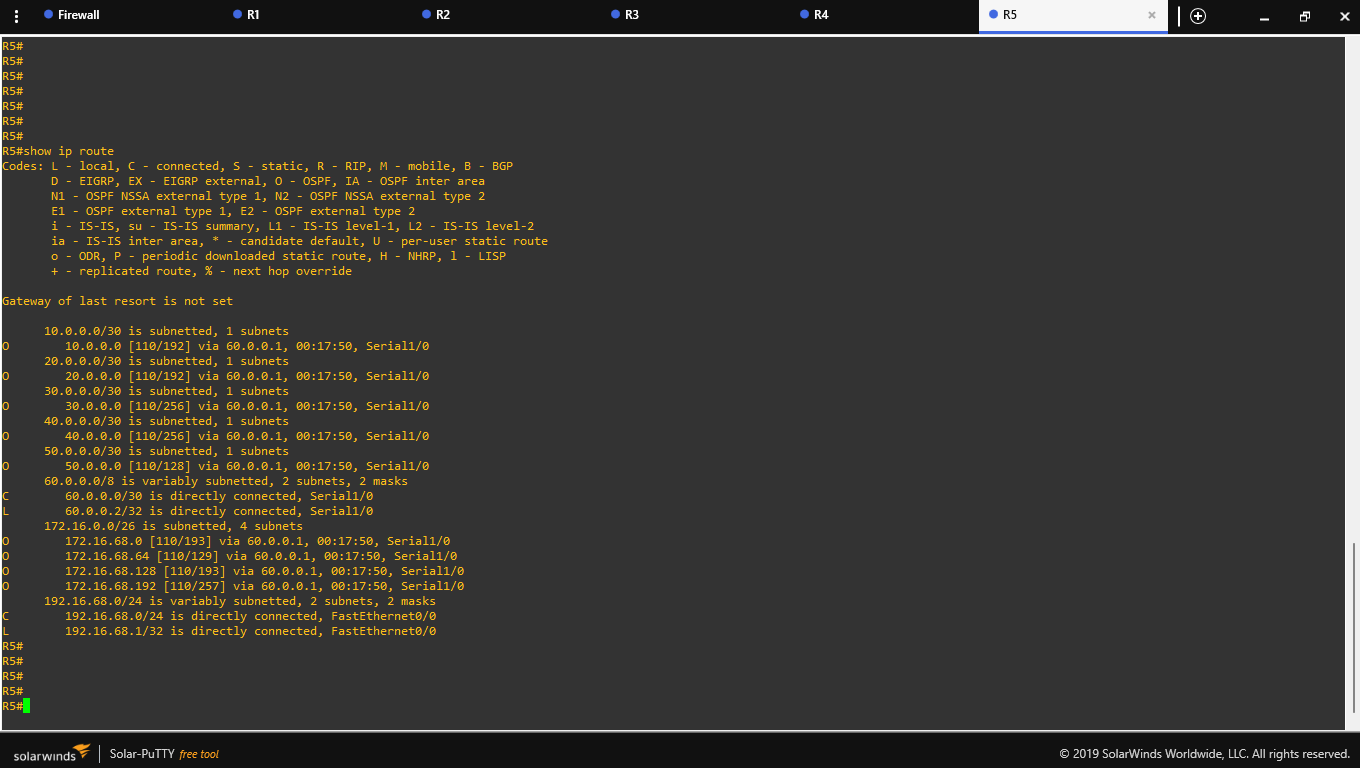 Firewall R1 R2 R3 R4 R5
R5#
R5#
R5#
R5#
R5#
R5#
R5#
R5#show ip route
Codes: L - local, C - connected, S - static, R - RIP, M - mobile, B - BGP
       D - EIGRP, EX - EIGRP external, O - OSPF, IA - OSPF inter area
       N1 - OSPF NSSA external type 1, N2 - OSPF NSSA external type 2
       E1 - OSPF external type 1, E2 - OSPF external type 2
       i - IS-IS, su - IS-IS summary, L1 - IS-IS level-1, L2 - IS-IS level-2
       ia - IS-IS inter area, * - candidate default, U - per-user static route
       o - ODR, P - periodic downloaded static route, H - NHRP, l - LISP
       + - replicated route, % - next hop override
Gateway of last resort is not set
      10.0.0.0/30 is subnetted, 1 subnets
O        10.0.0.0 [110/192] via 60.0.0.1, 00:17:50, Serial1/0
      20.0.0.0/30 is subnetted, 1 subnets
O        20.0.0.0 [110/192] via 60.0.0.1, 00:17:50, Serial1/0
      30.0.0.0/30 is subnetted, 1 subnets
O        30.0.0.0 [110/256] via 60.0.0.1, 00:17:50, Serial1/0
      40.0.0.0/30 is subnetted, 1 subnets
O        40.0.0.0 [110/256] via 60.0.0.1, 00:17:50, Serial1/0
      50.0.0.0/30 is subnetted, 1 subnets
O        50.0.0.0 [110/128] via 60.0.0.1, 00:17:50, Serial1/0
      60.0.0.0/8 is variably subnetted, 2 subnets, 2 masks
C        60.0.0.0/30 is directly connected, Serial1/0
L        60.0.0.2/32 is directly connected, Serial1/0
      172.16.0.0/26 is subnetted, 4 subnets
O        172.16.68.0 [110/193] via 60.0.0.1, 00:17:50, Serial1/0
O        172.16.68.64 [110/129] via 60.0.0.1, 00:17:50, Serial1/0
O        172.16.68.128 [110/193] via 60.0.0.1, 00:17:50, Serial1/0
O        172.16.68.192 [110/257] via 60.0.0.1, 00:17:50, Serial1/0
      192.16.68.0/24 is variably subnetted, 2 subnets, 2 masks
C        192.16.68.0/24 is directly connected, FastEthernet0/0
L        192.16.68.1/32 is directly connected, FastEthernet0/0
R5#
R5#
R5#
R5#
R5#
solarwinds Solar-PuTTY free tool © 2019 SolarWinds Worldwide, LLC. All rights reserved.